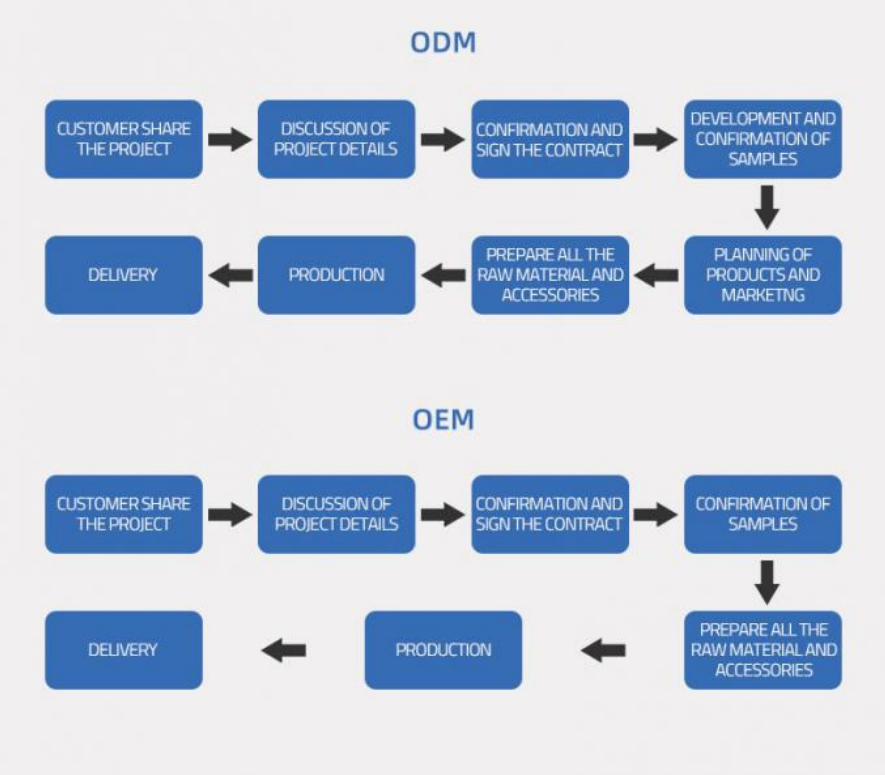 ODM
CUSTOMER SHARE
THE PROJECT
DISCUSSION OF
PROJECT DETAILS
CONFIRMATION AND
SIGN THE CONTRACT
DEVELOPMENT AND
CONFIRMATION OF
SAMPLES
PLANNING OF
PRODUCTS AND
MARKETNG
PREPARE ALL THE
RAW MATERIAL AND
ACCESSORIES
PRODUCTION
DELIVERY
OEM
CUSTOMER SHARE
THE PROJECT
DISCUSSION OF
PROJECT DETAILS
CONFIRMATION AND
SIGN THE CONTRACT
CONFIRMATION OF
SAMPLES
PREPARE ALL THE
RAW MATERIAL AND
ACCESSORIES
PRODUCTION
DELIVERY